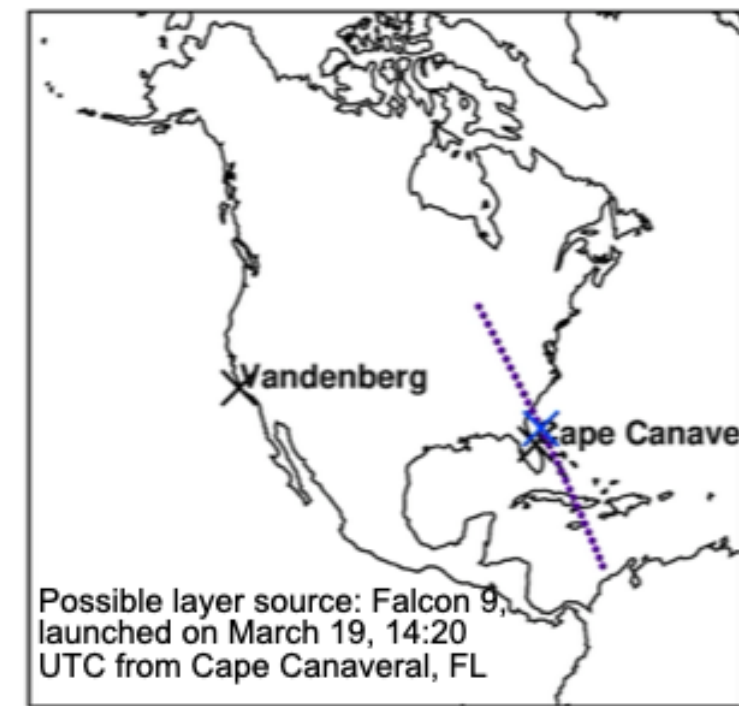 Vandenberg
Cape Canave
Possible layer source: Falcon 9,
launched on March 19, 14:20
UTC from Cape Canaveral, FL